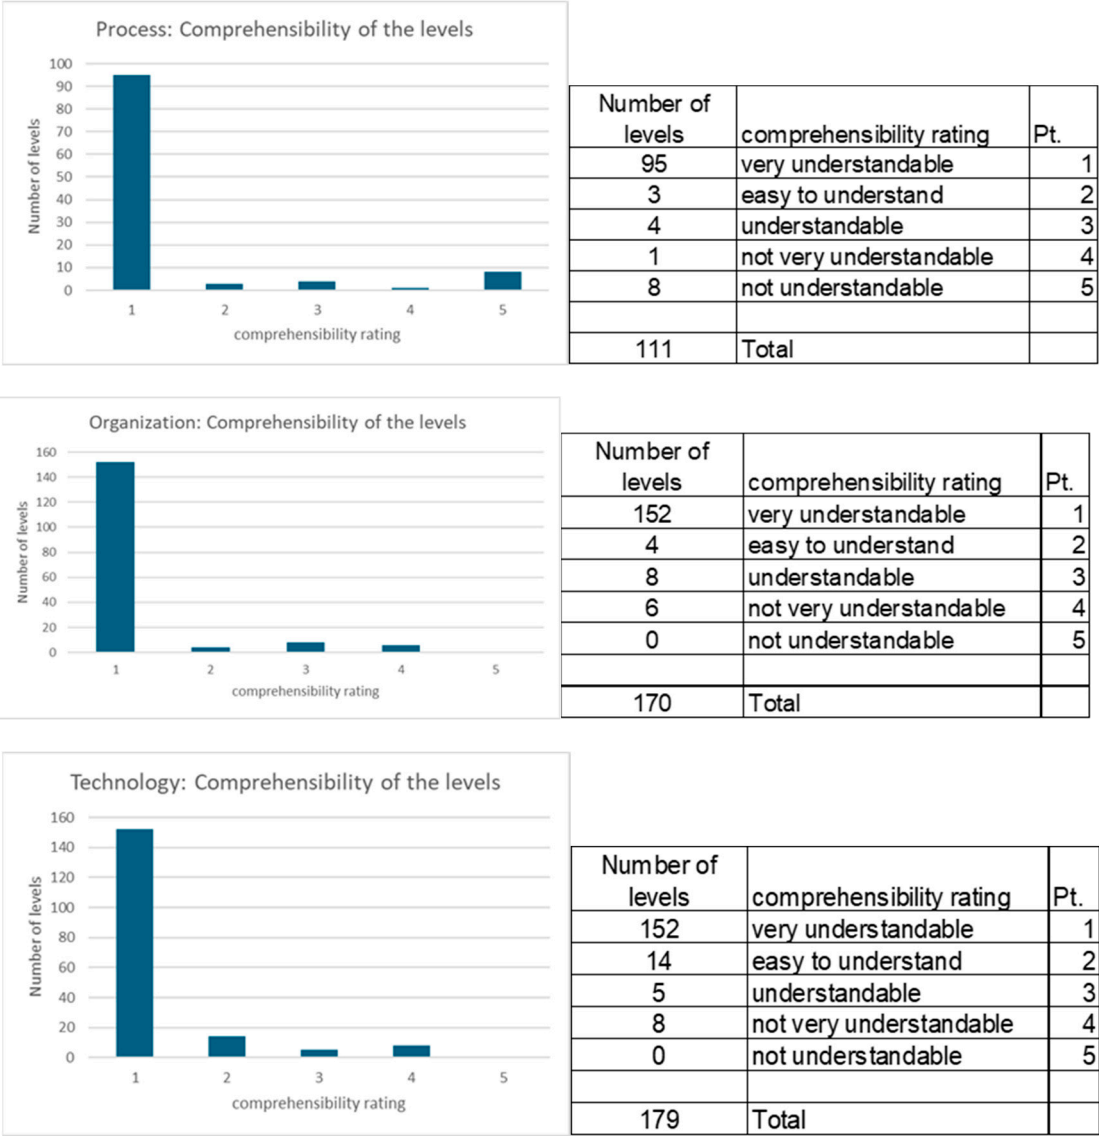 Process: Comprehensibility of the levels
Number of levels
100
90
80
70
60
50
40
30
20
10
0
1 2 3 4 5
comprehensibility rating
Number of levels comprehensibility rating Pt.
95 very understandable 1
3 easy to understand 2
4 understandable 3
1 not very understandable 4
8 not understandable 5
111 Total
Organization: Comprehensibility of the levels
Number of levels
160
140
120
100
80
60
40
20
0
1 2 3 4 5
comprehensibility rating
Number of levels comprehensibility rating Pt.
152 very understandable 1
4 easy to understand 2
8 understandable 3
6 not very understandable 4
0 not understandable 5
170 Total
Technology: Comprehensibility of the levels
Number of levels
160
140
120
100
80
60
40
20
0
1 2 3 4 5
comprehensibility rating
Number of levels comprehensibility rating Pt.
152 very understandable 1
14 easy to understand 2
5 understandable 3
8 not very understandable 4
0 not understandable 5
179 Total